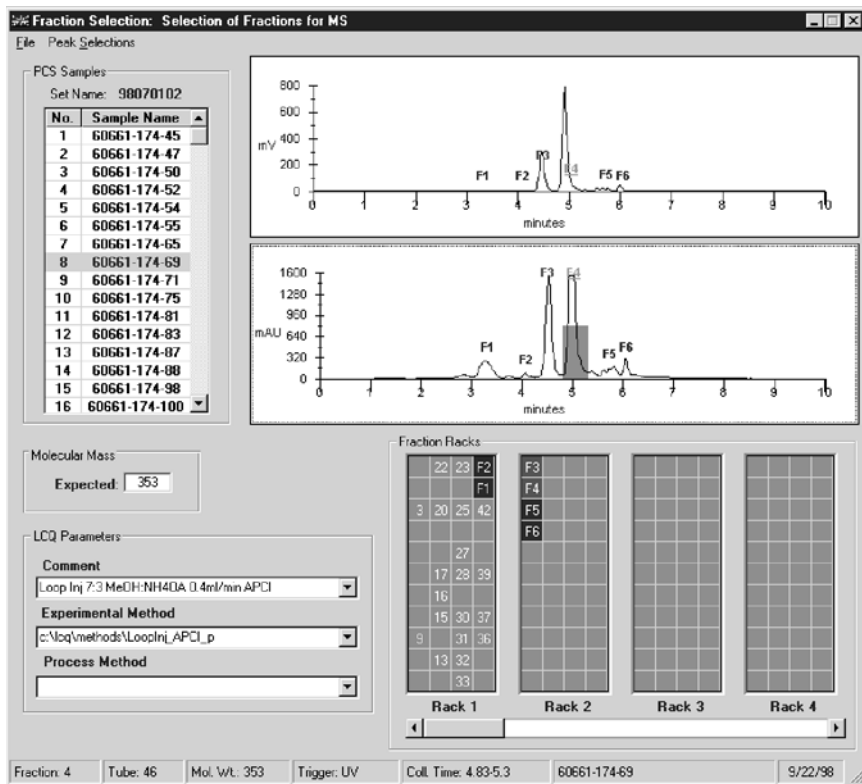 Fraction Selection: Selection of Fractions for MS
File Peak Selections
PCS Samples
Set Name: 98070102
No. Sample Name
1 60661-174-45
2 60661-174-47
3 60661-174-50
4 60661-174-52
5 60661-174-54
6 60661-174-55
7 60661-174-65
8 60661-174-69
9 60661-174-71
10 60661-174-75
11 60661-174-81
12 60661-174-83
13 60661-174-87
14 60661-174-88
15 60661-174-98
16 60661-174-100
800
600
mV 400
200
0
F1 F2 F3 F4 F5 F6
0 1 2 3 4 5 6 7 8 9 10
minutes
1600
1280
960
mAU 640
320
0
F1 F2 F3 F4 F5 F6
0 1 2 3 4 5 6 7 8 9 10
minutes
Molecular Mass
Expected: 353
LCQ Parameters
Comment
Loop Inj 7:3 MeOH:NH4OA 0.4ml/min APCI
Experimental Method
c:\lcq\methods\LoopInj_APCI_p
Process Method
Fraction Racks
22 23 F2 F3
F1 F4
3 20 25 42 F5
F6
27
17 28 39
16
15 30 37
9 31 36
13 32
33
Rack 1 Rack 2 Rack 3 Rack 4
Fraction: 4 Tube: 46 Mol. Wt.: 353 Trigger: UV Coll. Time: 4.83-5.3 60661-174-69 9/22/98